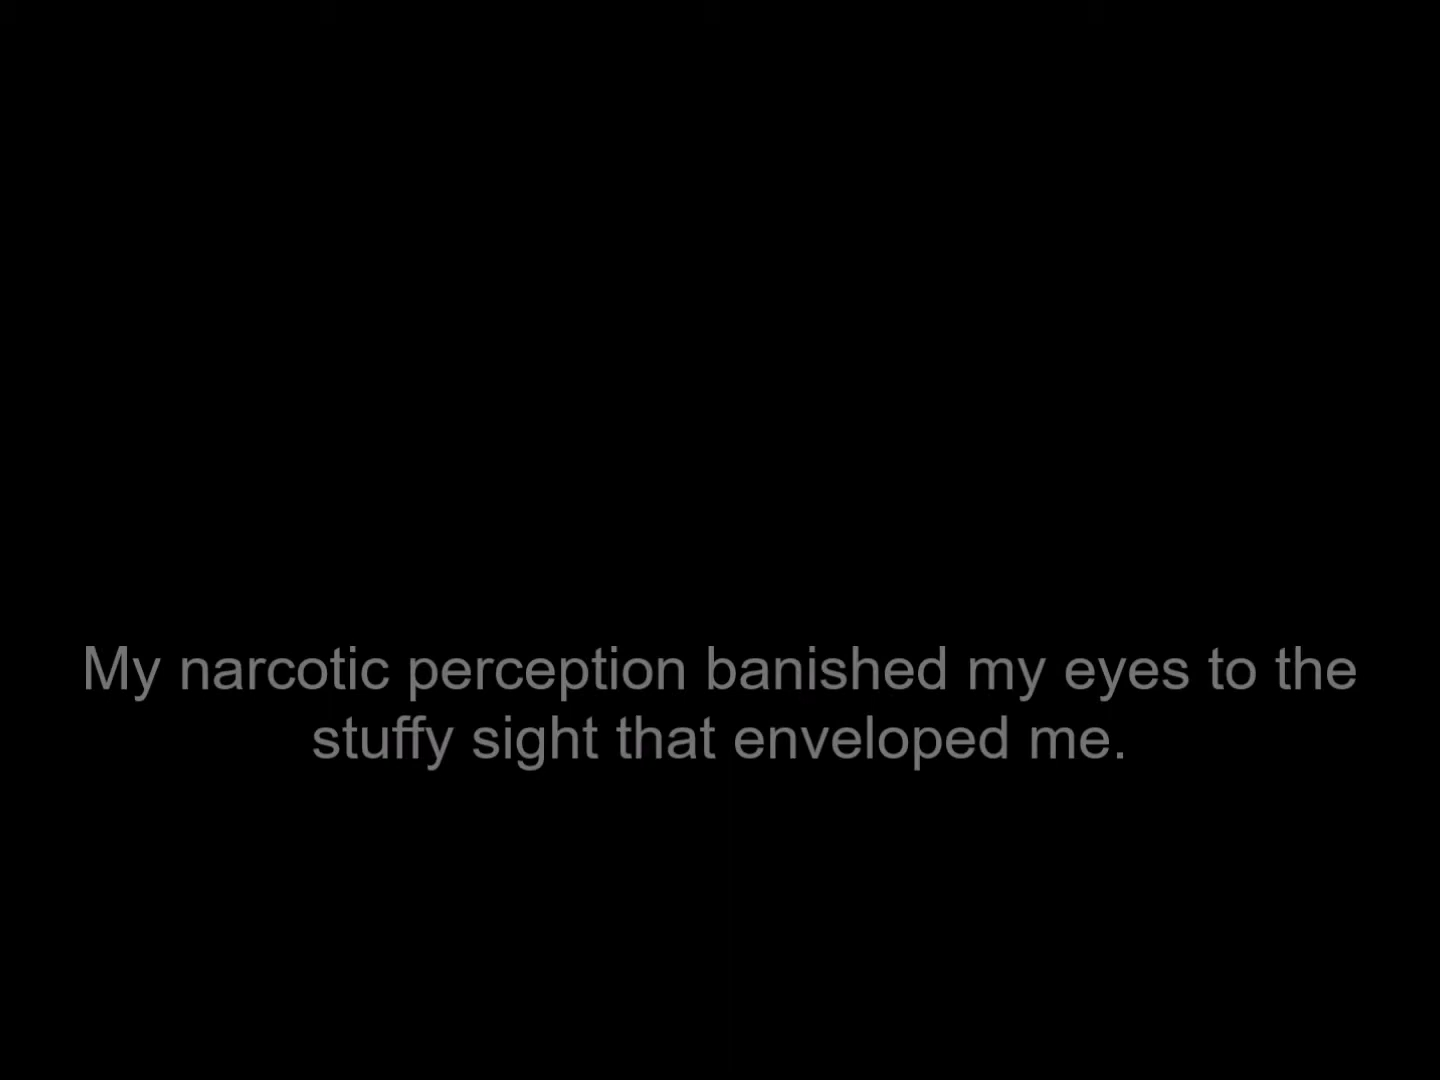 My narcotic perception banished my eyes to the
stuffy sight that enveloped me.